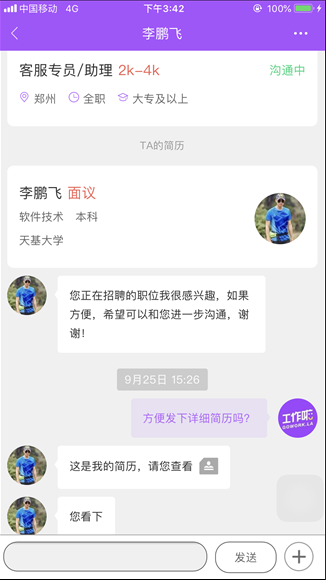 中国移动 4G 下午3:42 100%
李鹏飞
客服专员/助理 2k-4k 沟通中
郑州 全职 大专及以上
TA的简历
李鹏飞 面议
软件技术 本科
天基大学
您正在招聘的职位我很感兴趣，如果
方便，希望可以和您进一步沟通，谢
谢！
9月25日 15:26
方便发下详细简历吗？
工作啦
GOWORK.LA
这是我的简历，请您查看
您看下
发送